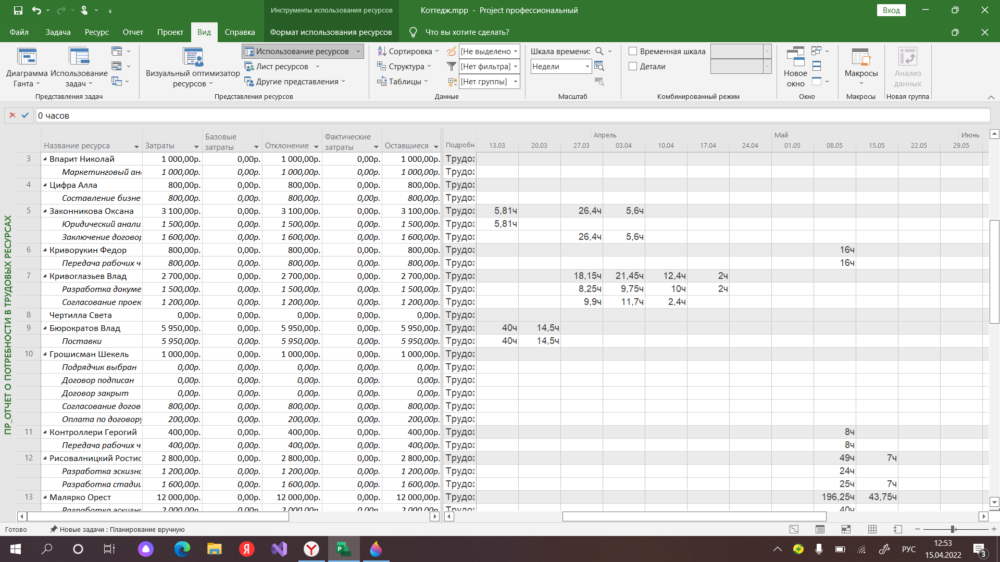 Инструменты использования ресурсов
Коттедж.mpp - Project профессиональный
Вход
Файл Задача Ресурс Отчет Проект Вид Справка Формат использования ресурсов Что вы хотите сделать?
Диаграмма Ганта
Использование задач
Представления задач
Визуальный оптимизатор ресурсов
Использование ресурсов
Лист ресурсов
Другие представления
Представления ресурсов
Сортировка
Структура
Таблицы
[Не выделено
[Нет фильтра]
[Нет группы]
Данные
Шкала времени:
Недели
Масштаб
Временная шкала
Детали
Комбинированный режим
Новое окно
Окно
Макросы
Макросы
Анализ данных
Новая группа
0 часов
ПР_ОТЧЕТ О ПОТРЕБНОСТИ В ТРУДОВЫХ РЕСУРСАХ
Название ресурса Затраты Базовые затраты Отклонение Фактические затраты Оставшиеся Подробн
Апрель Май Июнь
13.03 20.03 27.03 03.04 10.04 17.04 24.04 01.05 08.05 15.05 22.05 29.05
3 Впарит Николай 1 000,00р. 0,00р. 1 000,00р. 0,00р. 1 000,00р. Трудоз
Маркетинговый ан 1 000,00р. 0,00р. 1 000,00р. 0,00р. 1 000,00р. Трудоз
4 Цифра Алла 800,00р. 0,00р. 800,00р. 0,00р. 800,00р. Трудоз
Составление бизне 800,00р. 0,00р. 800,00р. 0,00р. 800,00р. Трудоз
5 Законникова Оксана 3 100,00р. 0,00р. 3 100,00р. 0,00р. 3 100,00р. Трудоз 5,81ч 26,4ч 5,6ч
Юридический анали 1 500,00р. 0,00р. 1 500,00р. 0,00р. 1 500,00р. Трудоз 5,81ч
Заключение договор 1 600,00р. 0,00р. 1 600,00р. 0,00р. 1 600,00р. Трудоз 26,4ч 5,6ч
6 Криворукин Федор 800,00р. 0,00р. 800,00р. 0,00р. 800,00р. Трудоз 16ч
Передача рабочих ч 800,00р. 0,00р. 800,00р. 0,00р. 800,00р. Трудоз 16ч
7 Кривоглазьев Влад 2 700,00р. 0,00р. 2 700,00р. 0,00р. 2 700,00р. Трудоз 18,15ч 21,45ч 12,4ч 2ч
Разработка докуме 1 500,00р. 0,00р. 1 500,00р. 0,00р. 1 500,00р. Трудоз 8,25ч 9,75ч 10ч 2ч
Согласование проек 1 200,00р. 0,00р. 1 200,00р. 0,00р. 1 200,00р. Трудоз 9,9ч 11,7ч 2,4ч
8 Чертилла Света 0,00р. 0,00р. 0,00р. 0,00р. 0,00р. Трудоз
9 Бюрократов Влад 5 950,00р. 0,00р. 5 950,00р. 0,00р. 5 950,00р. Трудоз 40ч 14,5ч
Поставки 5 950,00р. 0,00р. 5 950,00р. 0,00р. 5 950,00р. Трудоз 40ч 14,5ч
10 Грошисман Шекель 1 000,00р. 0,00р. 1 000,00р. 0,00р. 1 000,00р. Трудоз
Подрядчик выбран 0,00р. 0,00р. 0,00р. 0,00р. 0,00р. Трудоз
Договор подписан 0,00р. 0,00р. 0,00р. 0,00р. 0,00р. Трудоз
Договор закрыт 0,00р. 0,00р. 0,00р. 0,00р. 0,00р. Трудоз
Согласование догов 800,00р. 0,00р. 800,00р. 0,00р. 800,00р. Трудоз
Оплата по договору 200,00р. 0,00р. 200,00р. 0,00р. 200,00р. Трудоз
11 Контроллери Герогий 400,00р. 0,00р. 400,00р. 0,00р. 400,00р. Трудоз 8ч
Передача рабочих ч 400,00р. 0,00р. 400,00р. 0,00р. 400,00р. Трудоз 8ч
12 Рисовалницкий Ростис 2 800,00р. 0,00р. 2 800,00р. 0,00р. 2 800,00р. Трудоз 49ч 7ч
Разработка эскизно 1 200,00р. 0,00р. 1 200,00р. 0,00р. 1 200,00р. Трудоз 24ч
Разработка стади 1 600,00р. 0,00р. 1 600,00р. 0,00р. 1 600,00р. Трудоз 25ч 7ч
13 Малярко Орест 12 000,00р. 0,00р. 12 000,00р. 0,00р. 12 000,00р. Трудоз 196,25ч 43,75ч
Разработка эскизно 2 000,00р. 0,00р. 2 000,00р. 0,00р. 2 000,00р. Трудоз 40ч
Готово Новые задачи : Планирование вручную
РУС
12:53
15.04.2022
3